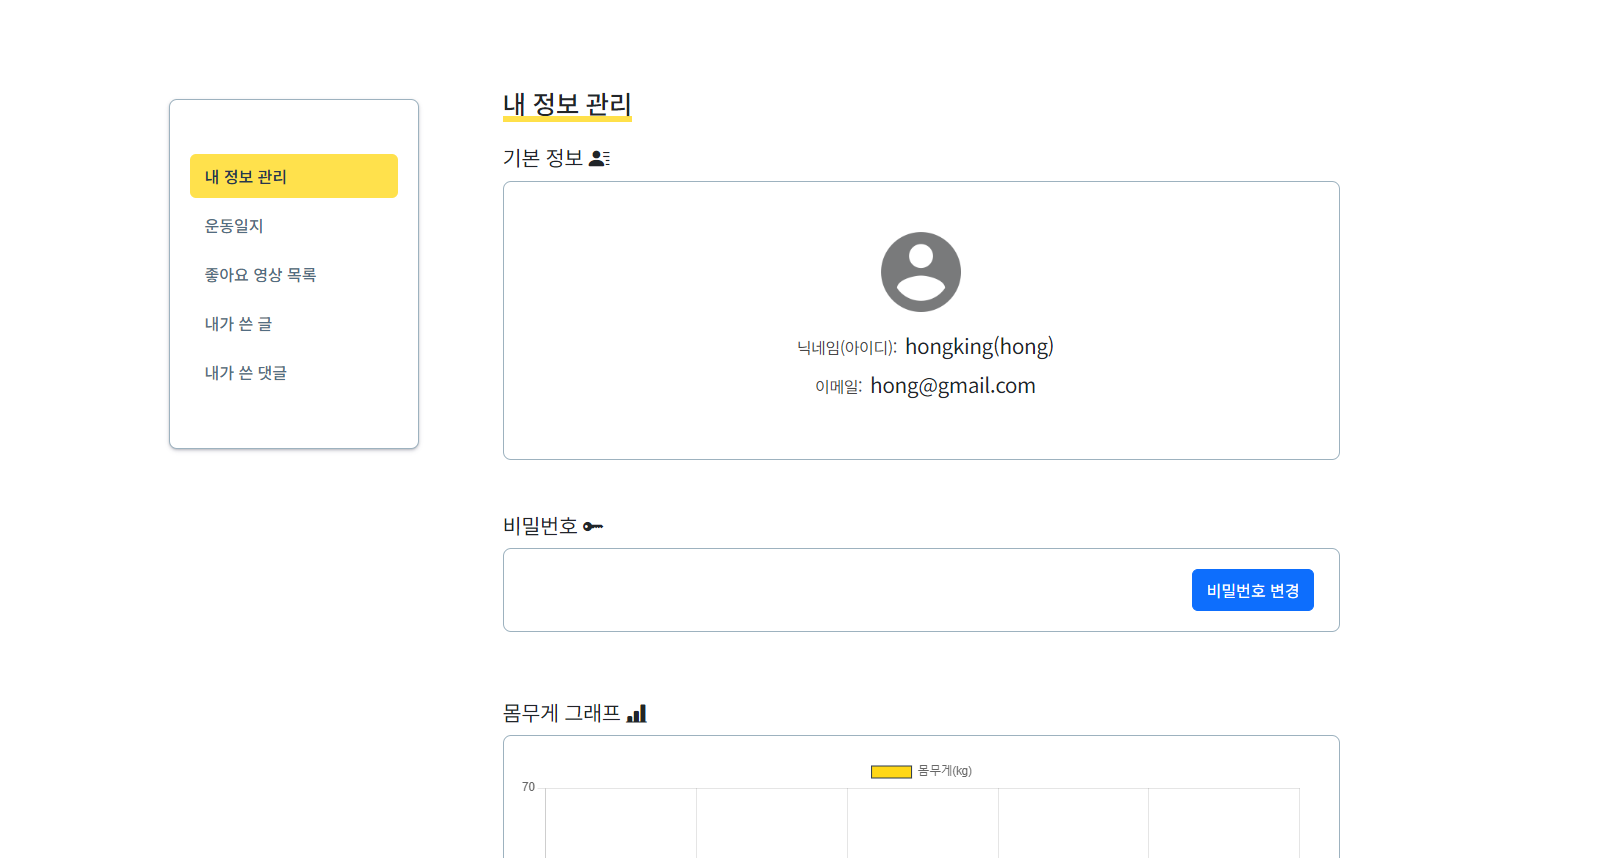 내 정보 관리
운동일지
좋아요 영상 목록
내가 쓴 글
내가 쓴 댓글
내 정보 관리
기본 정보
닉네임(아이디): hongking(hong)
이메일: hong@gmail.com
비밀번호
비밀번호 변경
몸무게 그래프
몸무게(kg)
70